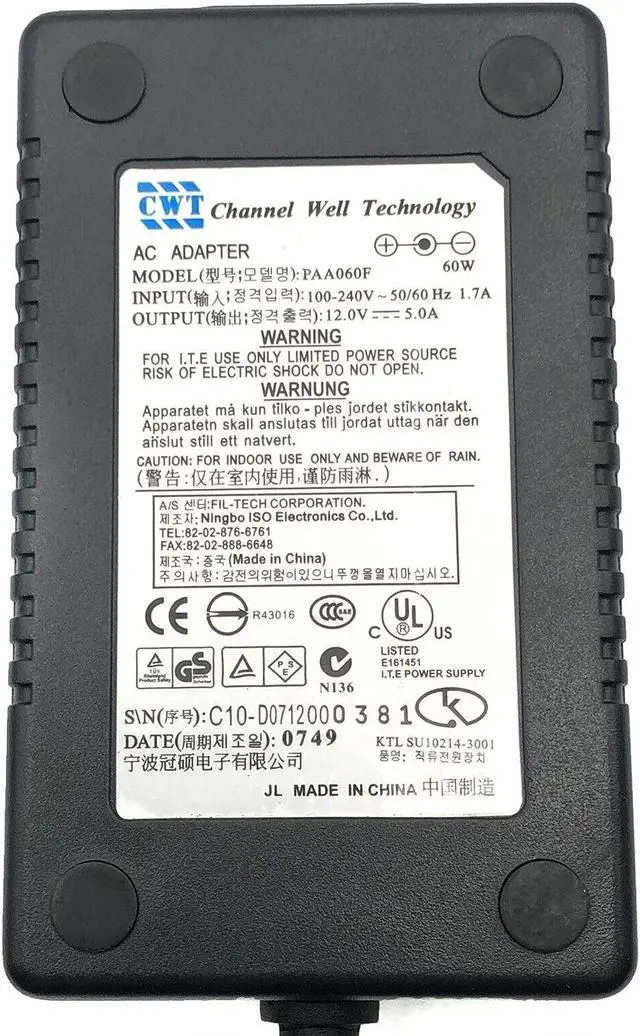 CWT Channel Well Technology
AC ADAPTER
60W
MODEL(型号;모델명):PAA060F
INPUT(输入;정격입력):100-240V~50/60 Hz 1.7A
OUTPUT(输出;정격출력):12.0V⎓5.0A
WARNING
FOR I.T.E USE ONLY LIMITED POWER SOURCE
RISK OF ELECTRIC SHOCK DO NOT OPEN.
WARNUNG
Apparatet må kun tilko - ples jordet stikkontakt.
Apparatetn skall anslutas till jordat uttag när den
añslut still ett natvert.
CAUTION: FOR INDOOR USE ONLY AND BEWARE OF RAIN.
(警告:仅在室内使用,谨防雨淋.)
A/S 센터:FIL-TECH CORPORATION.
제조자: Ningbo ISO Electronics Co.,Ltd.
TEL:82-02-876-6761
FAX:82-02-888-6648
제조국: 중국 (Made in China)
주의사항: 감전의위험이있으니뚜껑을열지마십시오.
CE R43016 CCC S&E C UL ® US
LISTED
E161451
I.T.E POWER SUPPLY
TÜV Rheinland Product Safety GS geprüfte Sicherheit PSE N136
S\N(序号):C10-D0712000381
DATE(周期제조일): 0749
KTL SU10214-3001
품명: 직류전원장치
宁波冠硕电子有限公司
JL MADE IN CHINA 中国制造